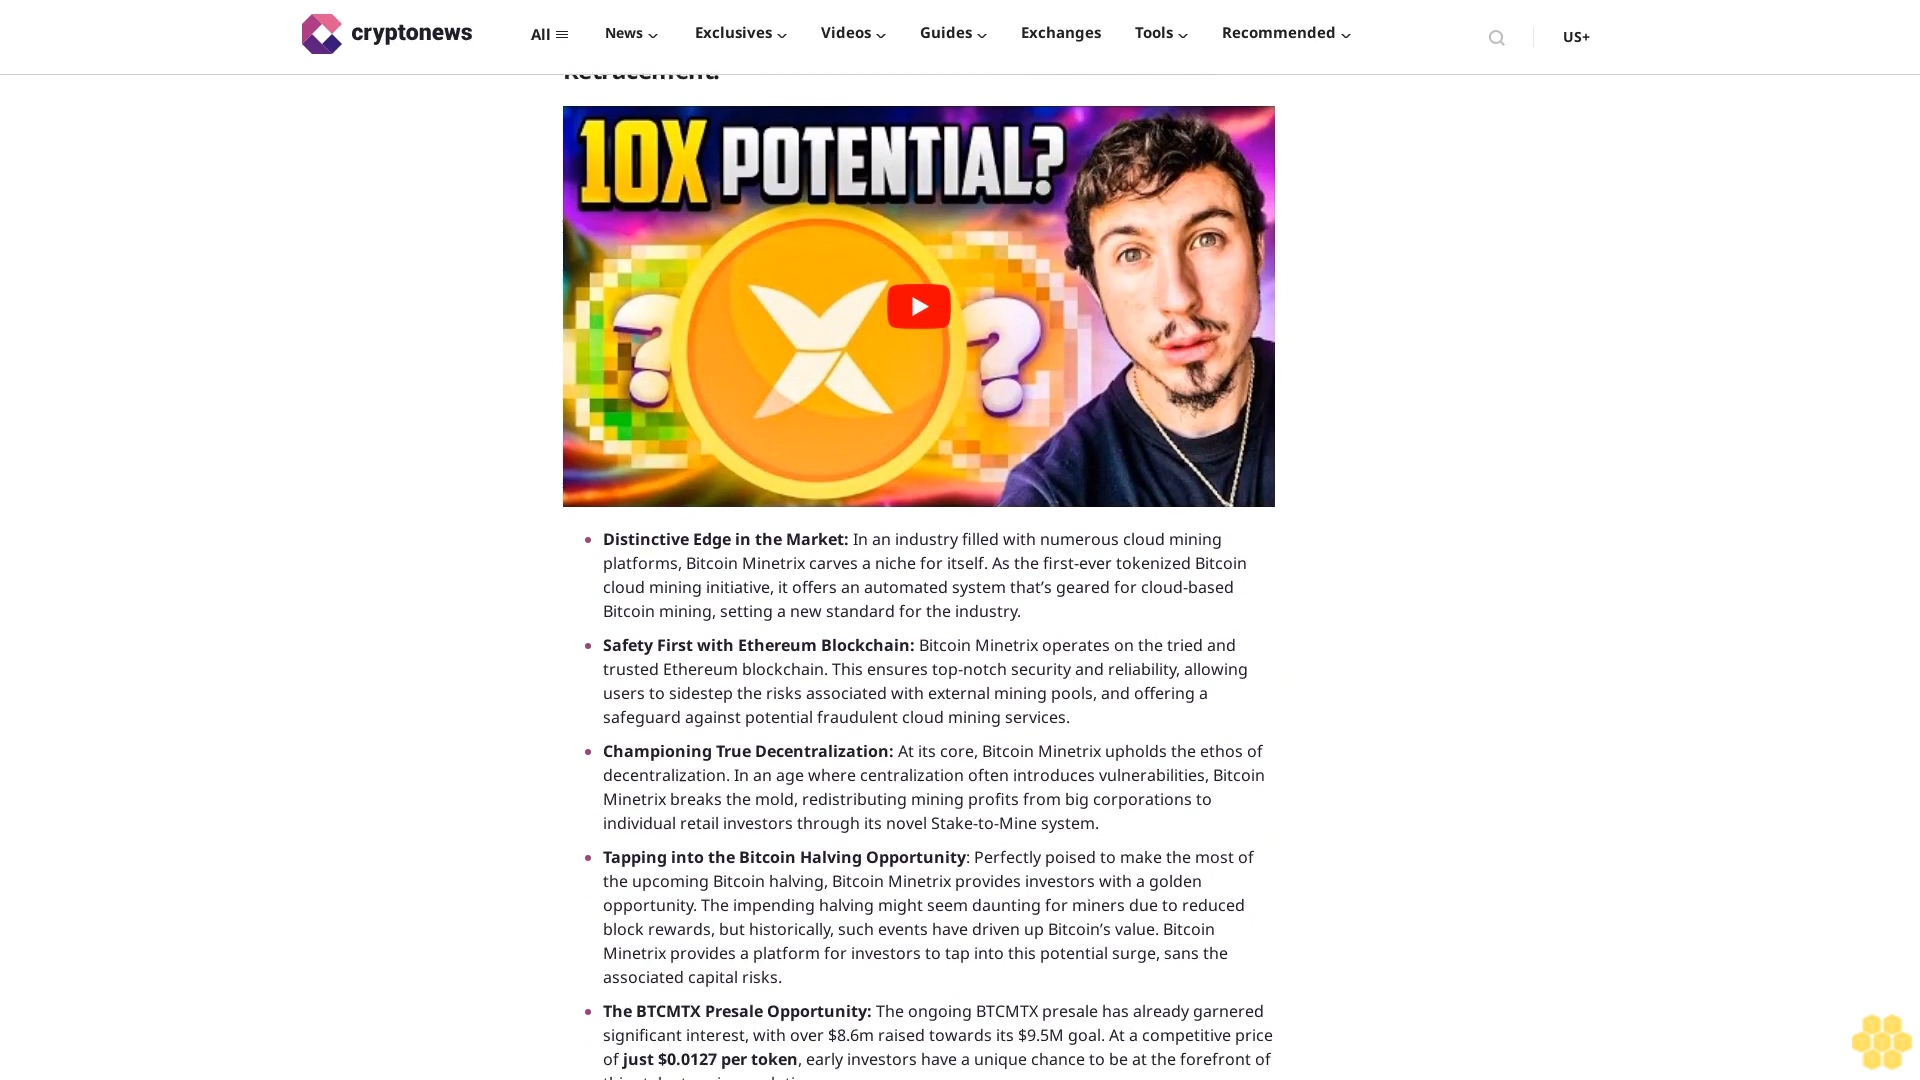 cryptonews
All
News
Exclusives
Videos
Guides
Exchanges
Tools
Recommended
US+
Retracement.
10X POTENTIAL?
? ?
Distinctive Edge in the Market: In an industry filled with numerous cloud mining
platforms, Bitcoin Minetrix carves a niche for itself. As the first-ever tokenized Bitcoin
cloud mining initiative, it offers an automated system that’s geared for cloud-based
Bitcoin mining, setting a new standard for the industry.
Safety First with Ethereum Blockchain: Bitcoin Minetrix operates on the tried and
trusted Ethereum blockchain. This ensures top-notch security and reliability, allowing
users to sidestep the risks associated with external mining pools, and offering a
safeguard against potential fraudulent cloud mining services.
Championing True Decentralization: At its core, Bitcoin Minetrix upholds the ethos of
decentralization. In an age where centralization often introduces vulnerabilities, Bitcoin
Minetrix breaks the mold, redistributing mining profits from big corporations to
individual retail investors through its novel Stake-to-Mine system.
Tapping into the Bitcoin Halving Opportunity: Perfectly poised to make the most of
the upcoming Bitcoin halving, Bitcoin Minetrix provides investors with a golden
opportunity. The impending halving might seem daunting for miners due to reduced
block rewards, but historically, such events have driven up Bitcoin’s value. Bitcoin
Minetrix provides a platform for investors to tap into this potential surge, sans the
associated capital risks.
The BTCMTX Presale Opportunity: The ongoing BTCMTX presale has already garnered
significant interest, with over $8.6m raised towards its $9.5M goal. At a competitive price
of just $0.0127 per token, early investors have a unique chance to be at the forefront of